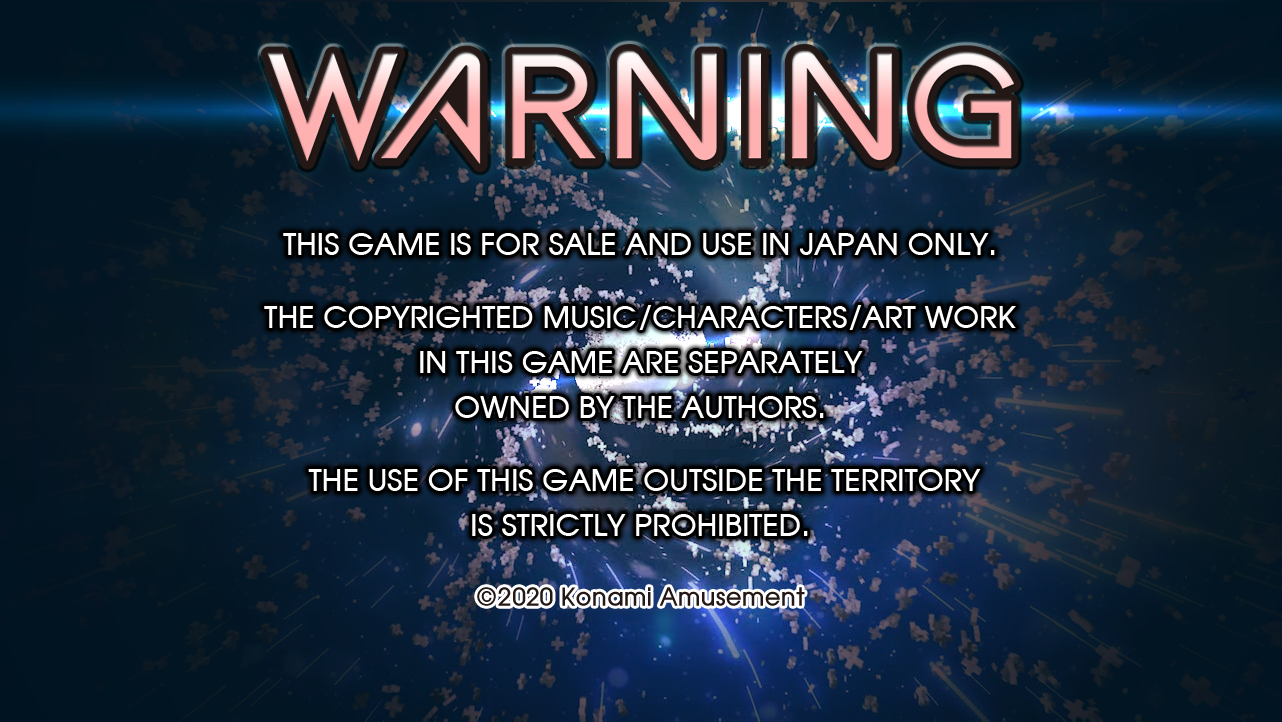 WARNING
THIS GAME IS FOR SALE AND USE IN JAPAN ONLY.
THE COPYRIGHTED MUSIC/CHARACTERS/ART WORK
IN THIS GAME ARE SEPARATELY
OWNED BY THE AUTHORS.
THE USE OF THIS GAME OUTSIDE THE TERRITORY
IS STRICTLY PROHIBITED.
©2020 Konami Amusement